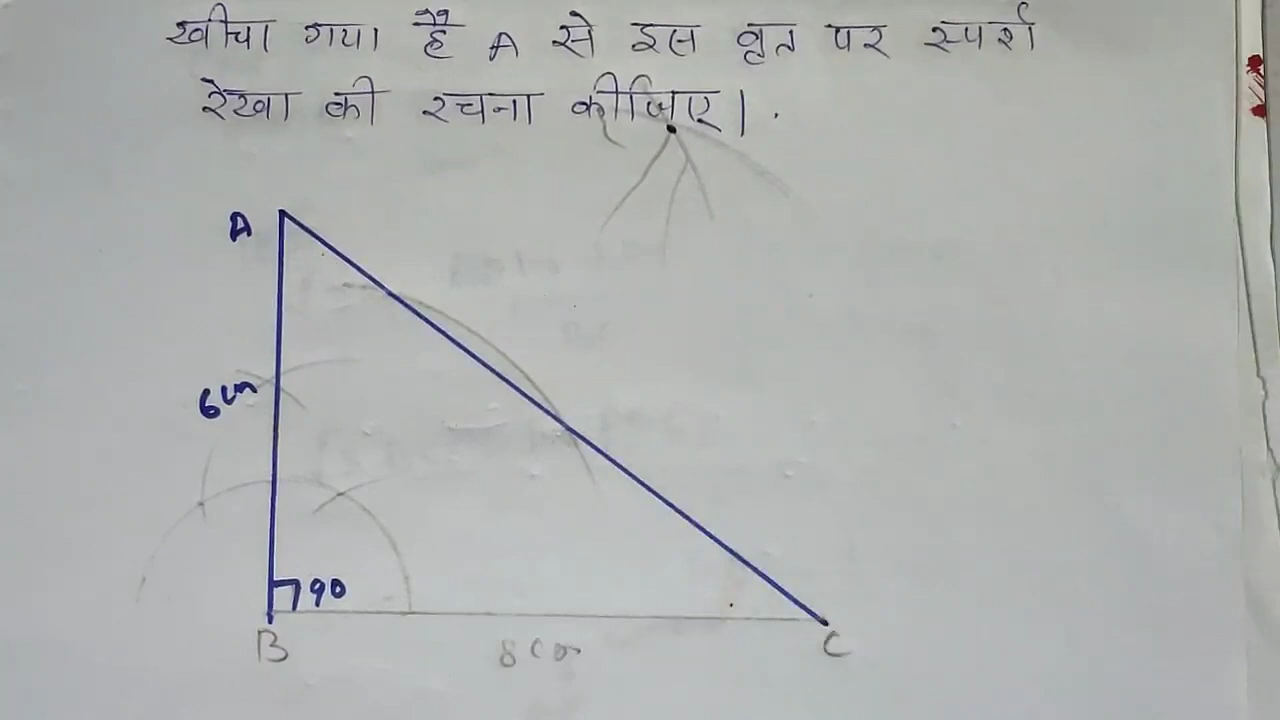 खींचा गया है A से इस वृत पर स्पर्श
रेखा की रचना कीजिए।
A
6cm
90
B
8cm
C